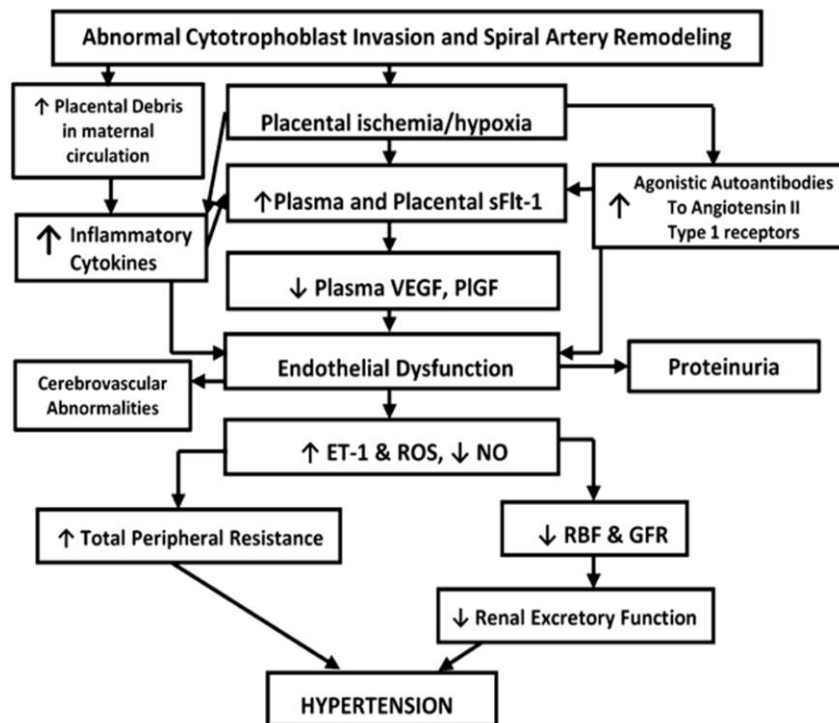 Abnormal Cytotrophoblast Invasion and Spiral Artery Remodeling
↑ Placental Debris
in maternal
circulation
Placental ischemia/hypoxia
↑Plasma and Placental sFlt-1
↑ Agonistic Autoantibodies
To Angiotensin II
Type 1 receptors
↑ Inflammatory
Cytokines
↓ Plasma VEGF, PlGF
Endothelial Dysfunction
Proteinuria
Cerebrovascular
Abnormalities
↑ ET-1 & ROS, ↓ NO
↑ Total Peripheral Resistance
↓ RBF & GFR
↓ Renal Excretory Function
HYPERTENSION